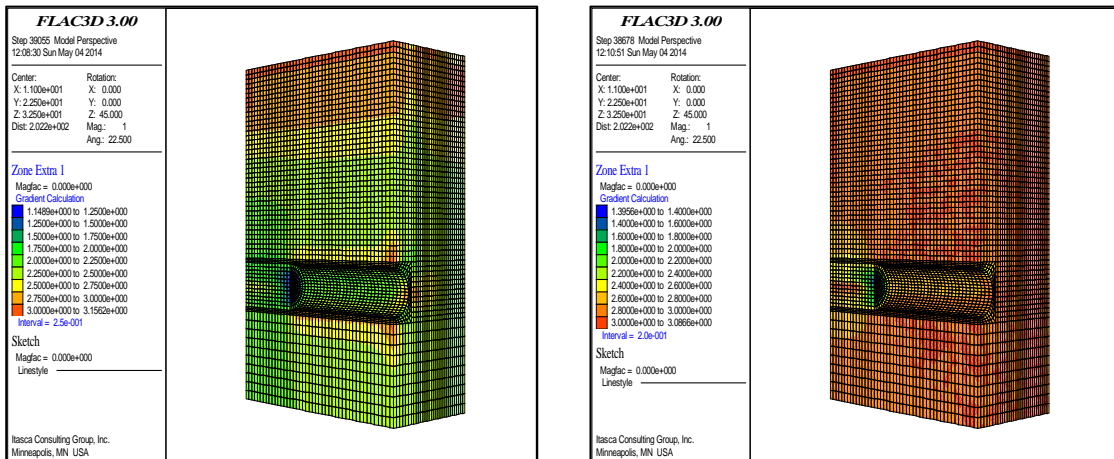 FLAC3D 3.00
Step 39055 Model Perspective
12:08:30 Sun May 04 2014
Center: Rotation:
X: 1.100e+001 X: 0.000
Y: 2.250e+001 Y: 0.000
Z: 3.250e+001 Z: 45.000
Dist: 2.022e+002 Mag.: 1
Ang.: 22.500
Zone Extra 1
Magfac = 0.000e+000
Gradient Calculation
1.1489e+000 to 1.2500e+000
1.2500e+000 to 1.5000e+000
1.5000e+000 to 1.7500e+000
1.7500e+000 to 2.0000e+000
2.0000e+000 to 2.2500e+000
2.2500e+000 to 2.5000e+000
2.5000e+000 to 2.7500e+000
2.7500e+000 to 3.0000e+000
3.0000e+000 to 3.1562e+000
Interval = 2.5e-001
Sketch
Magfac = 0.000e+000
Linestyle
Itasca Consulting Group, Inc.
Minneapolis, MN USA
FLAC3D 3.00
Step 38678 Model Perspective
12:10:51 Sun May 04 2014
Center: Rotation:
X: 1.100e+001 X: 0.000
Y: 2.250e+001 Y: 0.000
Z: 3.250e+001 Z: 45.000
Dist: 2.022e+002 Mag.: 1
Ang.: 22.500
Zone Extra 1
Magfac = 0.000e+000
Gradient Calculation
1.3956e+000 to 1.4000e+000
1.4000e+000 to 1.6000e+000
1.6000e+000 to 1.8000e+000
1.8000e+000 to 2.0000e+000
2.0000e+000 to 2.2000e+000
2.2000e+000 to 2.4000e+000
2.4000e+000 to 2.6000e+000
2.6000e+000 to 2.8000e+000
2.8000e+000 to 3.0000e+000
3.0000e+000 to 3.0866e+000
Interval = 2.0e-001
Sketch
Magfac = 0.000e+000
Linestyle
Itasca Consulting Group, Inc.
Minneapolis, MN USA